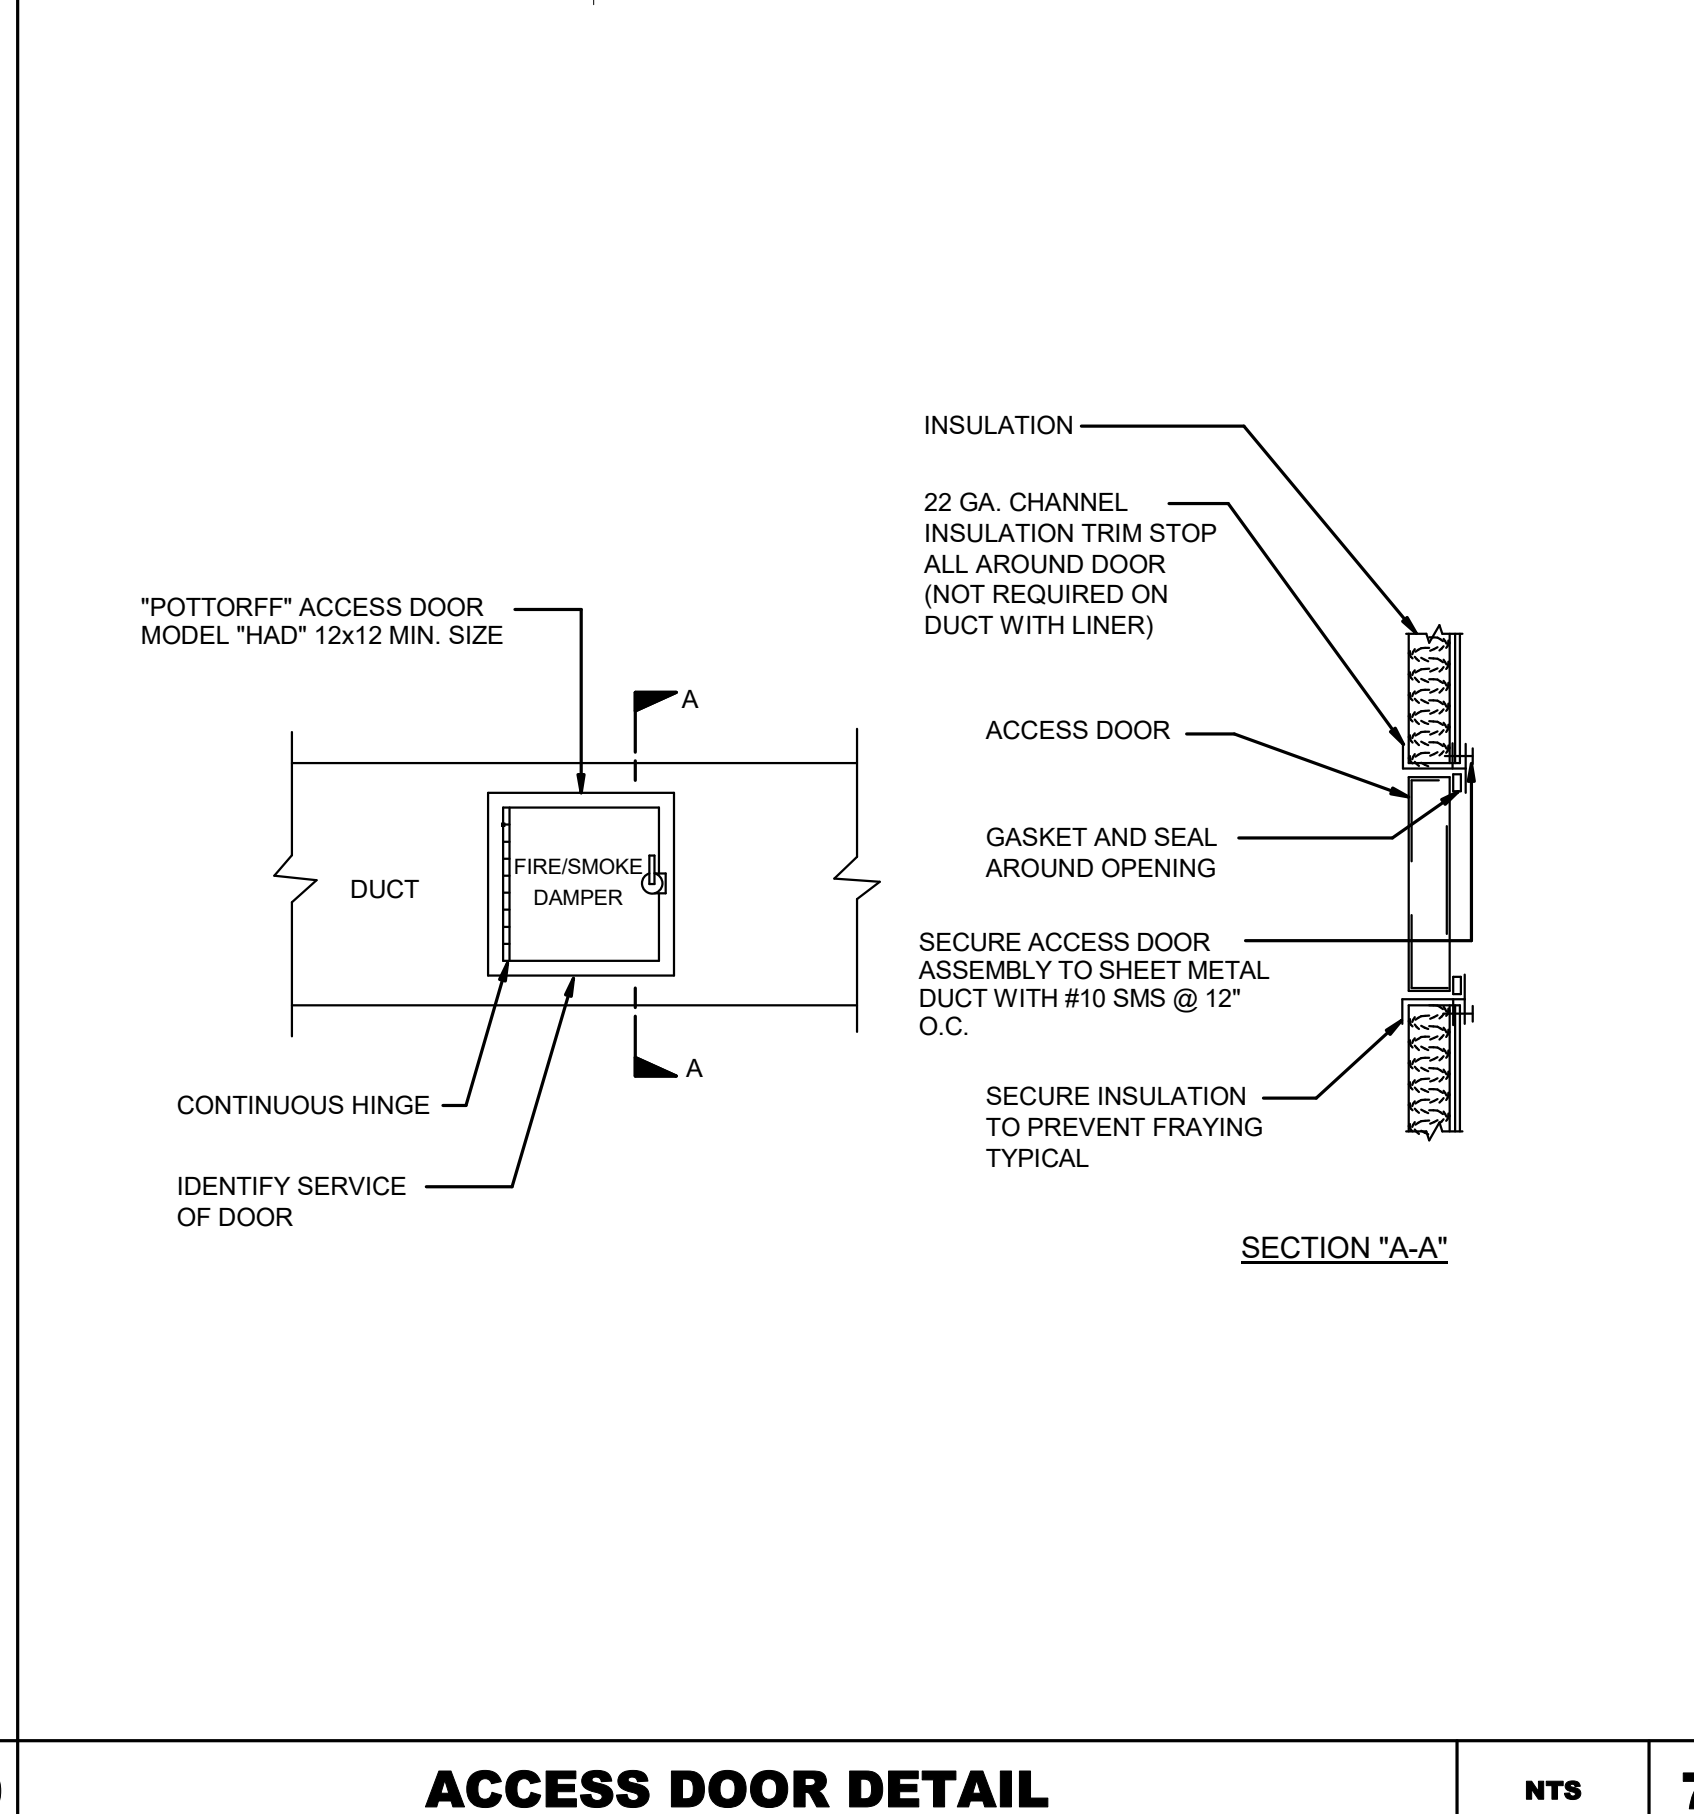 "POTTORFF" ACCESS DOOR
MODEL "HAD" 12x12 MIN. SIZE
A
FIRE/SMOKE
DAMPER
DUCT
A
CONTINUOUS HINGE
IDENTIFY SERVICE
OF DOOR
INSULATION
22 GA. CHANNEL
INSULATION TRIM STOP
ALL AROUND DOOR
(NOT REQUIRED ON
DUCT WITH LINER)
ACCESS DOOR
GASKET AND SEAL
AROUND OPENING
SECURE ACCESS DOOR
ASSEMBLY TO SHEET METAL
DUCT WITH #10 SMS @ 12"
O.C.
SECURE INSULATION
TO PREVENT FRAYING
TYPICAL
SECTION "A-A"
ACCESS DOOR DETAIL
NTS